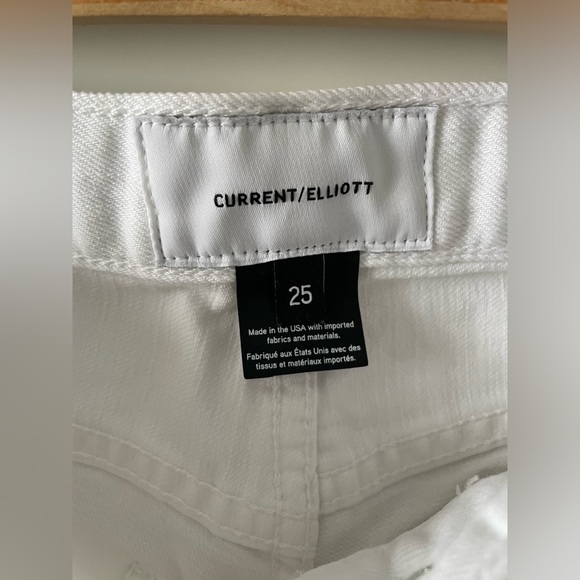 CURRENT/ELLIOTT
25
Made in the USA with imported
fabrics and materials.
Fabriqué aux États Unis avec des
tissus et matériaux importés.